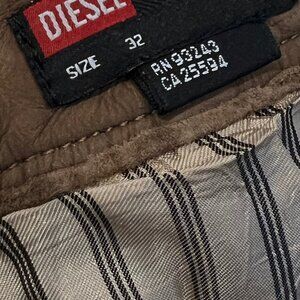 DIESEL
SIZE 32
RN 93243
CA 25594